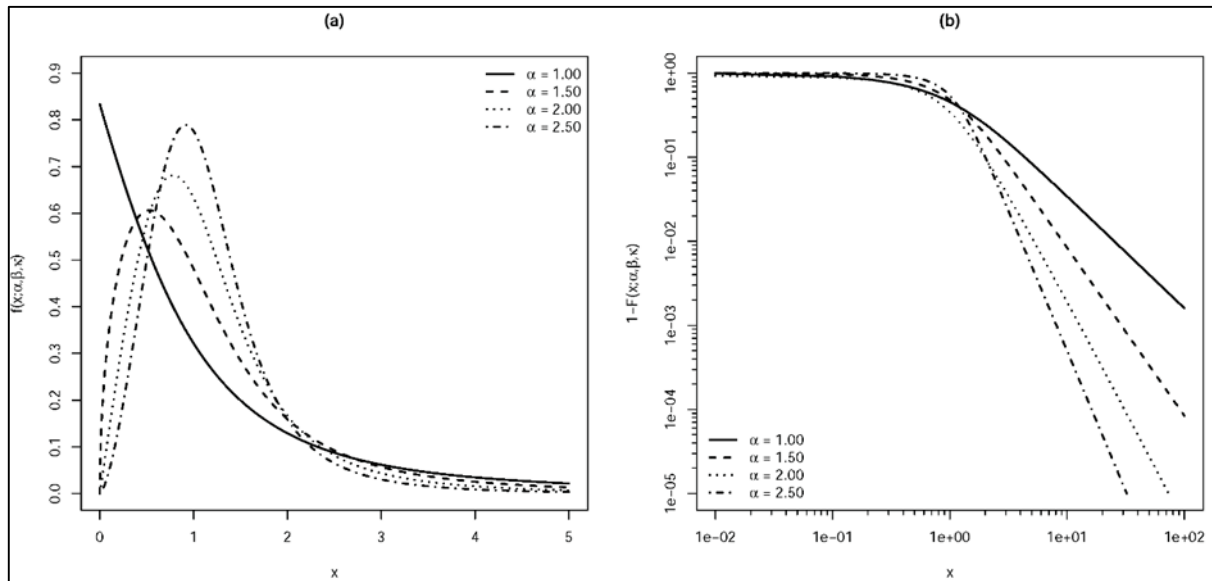 (a)
f(x;α,β,κ)
0.9
0.8
0.7
0.6
0.5
0.4
0.3
0.2
0.1
0.0
α = 1.00
α = 1.50
α = 2.00
α = 2.50
0 1 2 3 4 5
x
(b)
1−F(x;α,β,κ)
1e+00
1e−01
1e−02
1e−03
1e−04
1e−05
α = 1.00
α = 1.50
α = 2.00
α = 2.50
1e−02 1e−01 1e+00 1e+01 1e+02
x